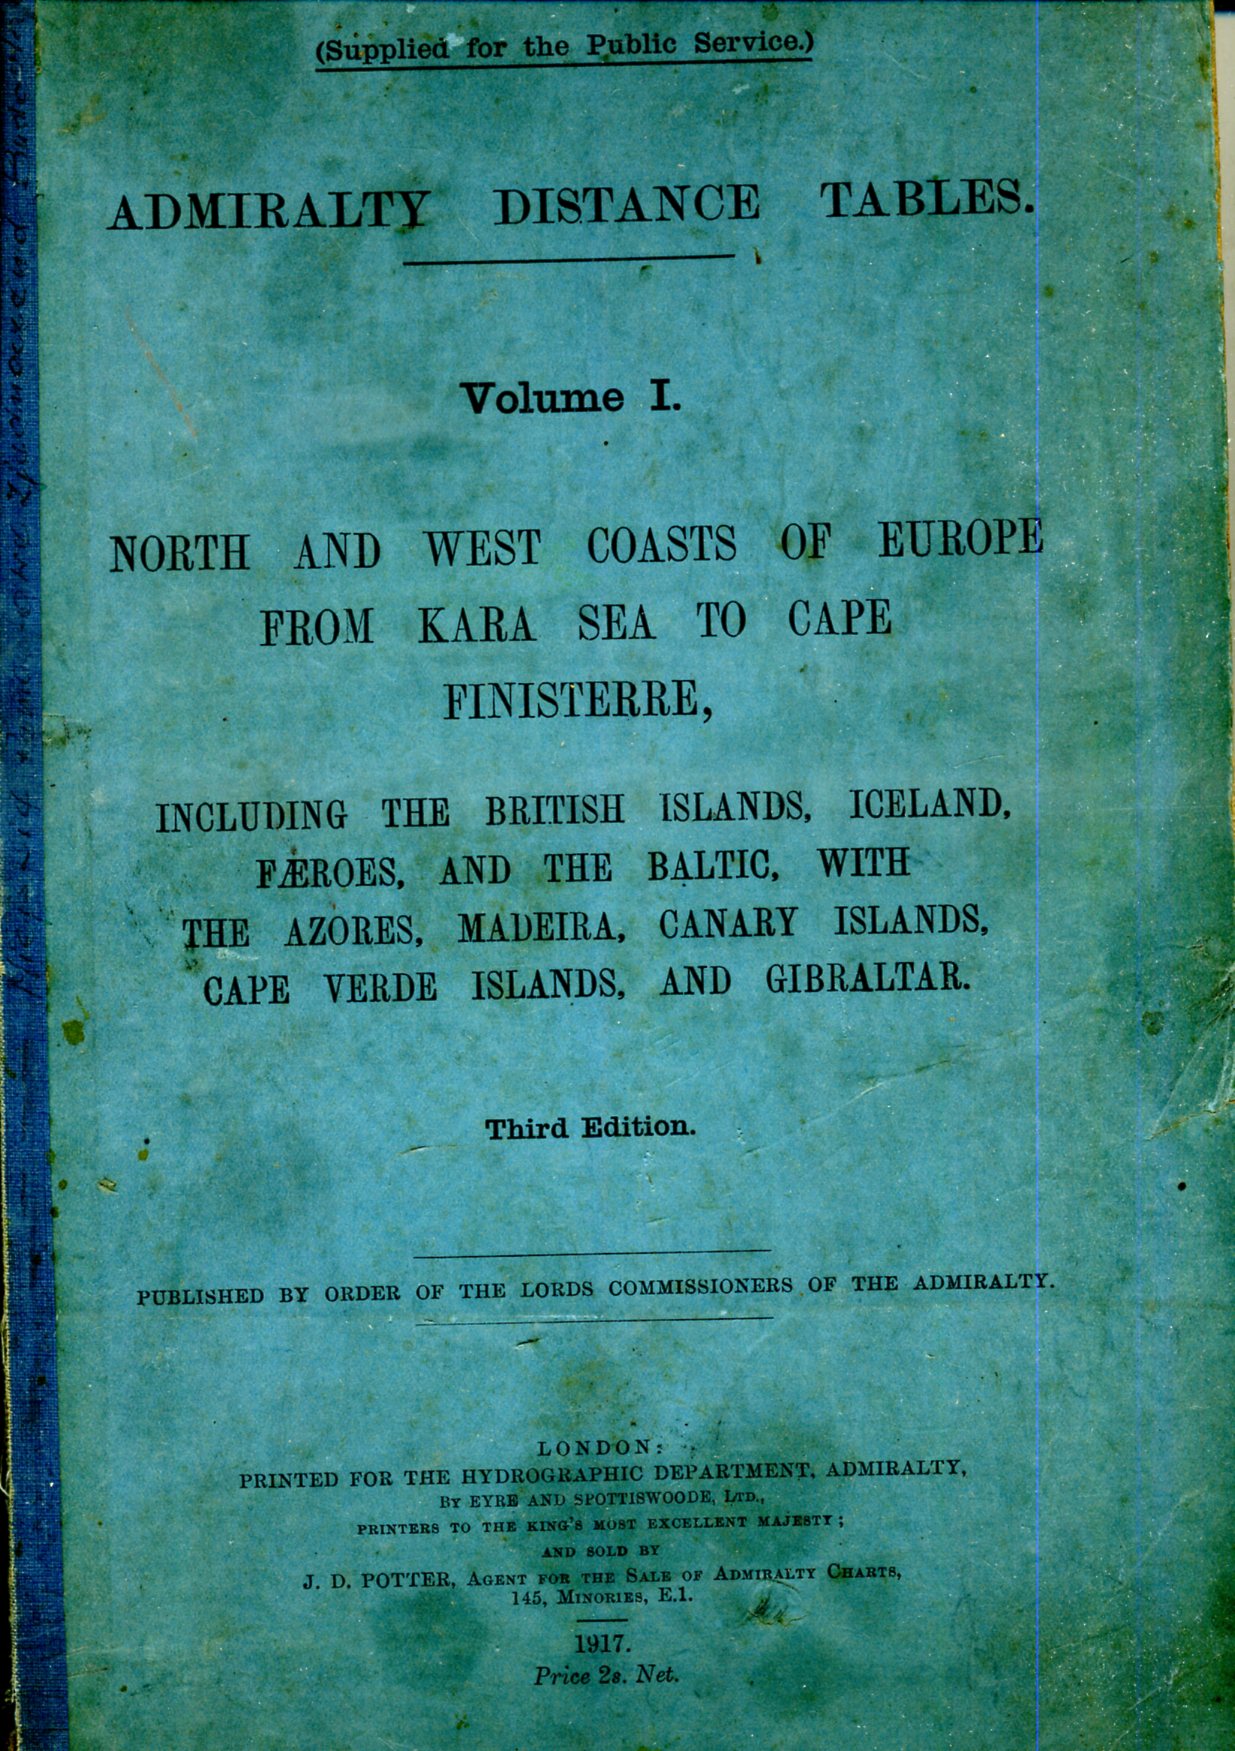 (Supplied for the Public Service.)
ADMIRALTY DISTANCE TABLES.
Volume I.
NORTH AND WEST COASTS OF EUROPE
FROM KARA SEA TO CAPE
FINISTERRE,
INCLUDING THE BRITISH ISLANDS, ICELAND,
FÆROES, AND THE BALTIC, WITH
THE AZORES, MADEIRA, CANARY ISLANDS,
CAPE VERDE ISLANDS, AND GIBRALTAR.
Third Edition.
PUBLISHED BY ORDER OF THE LORDS COMMISSIONERS OF THE ADMIRALTY.
LONDON:
PRINTED FOR THE HYDROGRAPHIC DEPARTMENT, ADMIRALTY,
BY EYRE AND SPOTTISWOODE, LTD.,
PRINTERS TO THE KING'S MOST EXCELLENT MAJESTY;
AND SOLD BY
J. D. POTTER, AGENT FOR THE SALE OF ADMIRALTY CHARTS,
145, MINORIES, E.1.
1917.
Price 2s. Net.